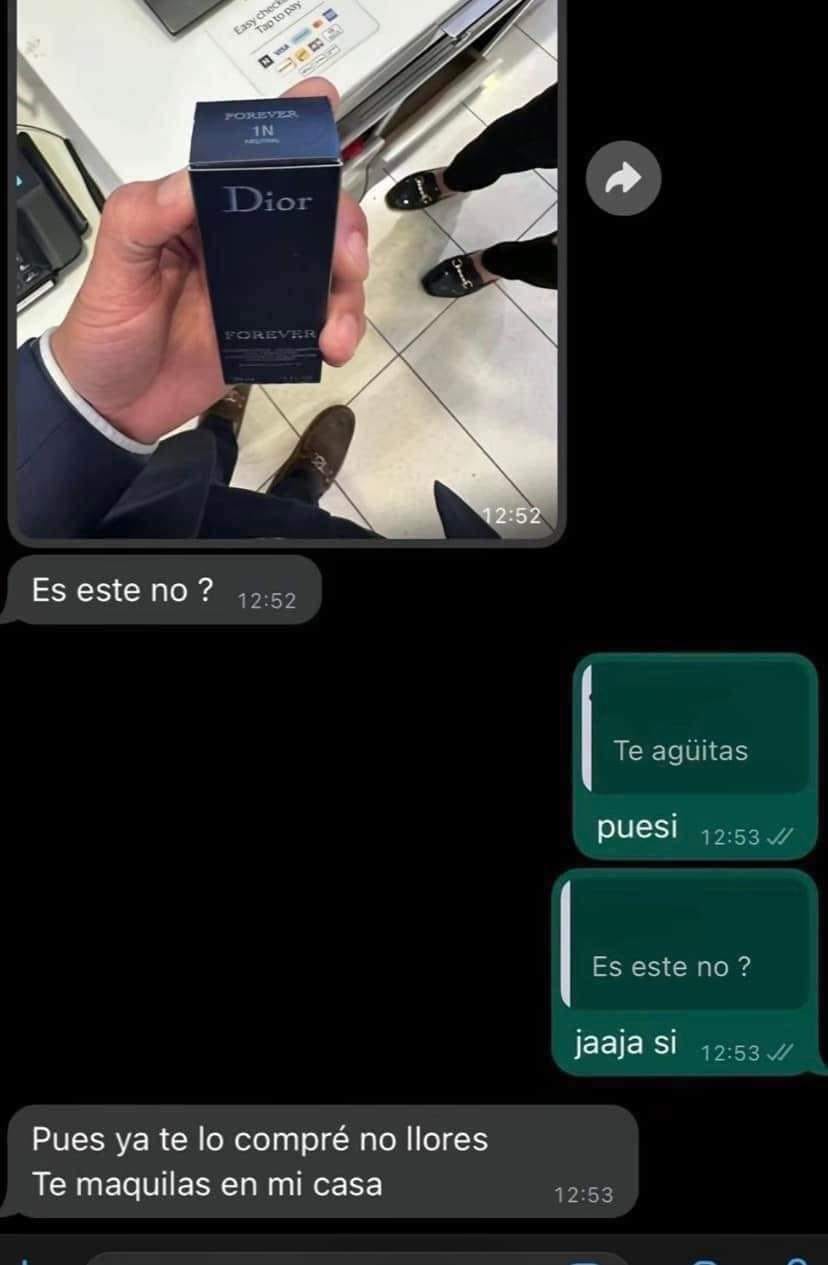 Easy check
Tap to pay
VISA
FOREVER
1N
NEUTRAL
Dior
FOREVER
12:52
Es este no ? 12:52
Te agüitas
puesi 12:53
Es este no ?
jaaja si 12:53
Pues ya te lo compré no llores
Te maquilas en mi casa 12:53